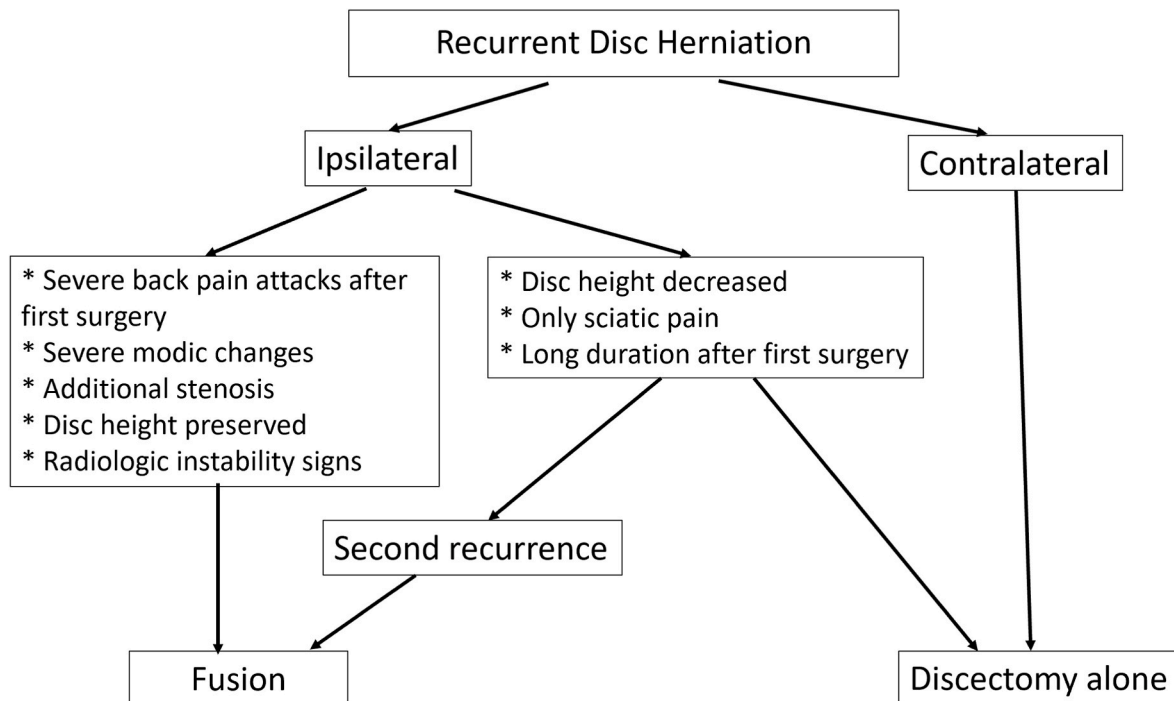 Recurrent Disc Herniation
Ipsilateral
Contralateral
* Severe back pain attacks after
first surgery
* Severe modic changes
* Additional stenosis
* Disc height preserved
* Radiologic instability signs
* Disc height decreased
* Only sciatic pain
* Long duration after first surgery
Second recurrence
Fusion
Discectomy alone